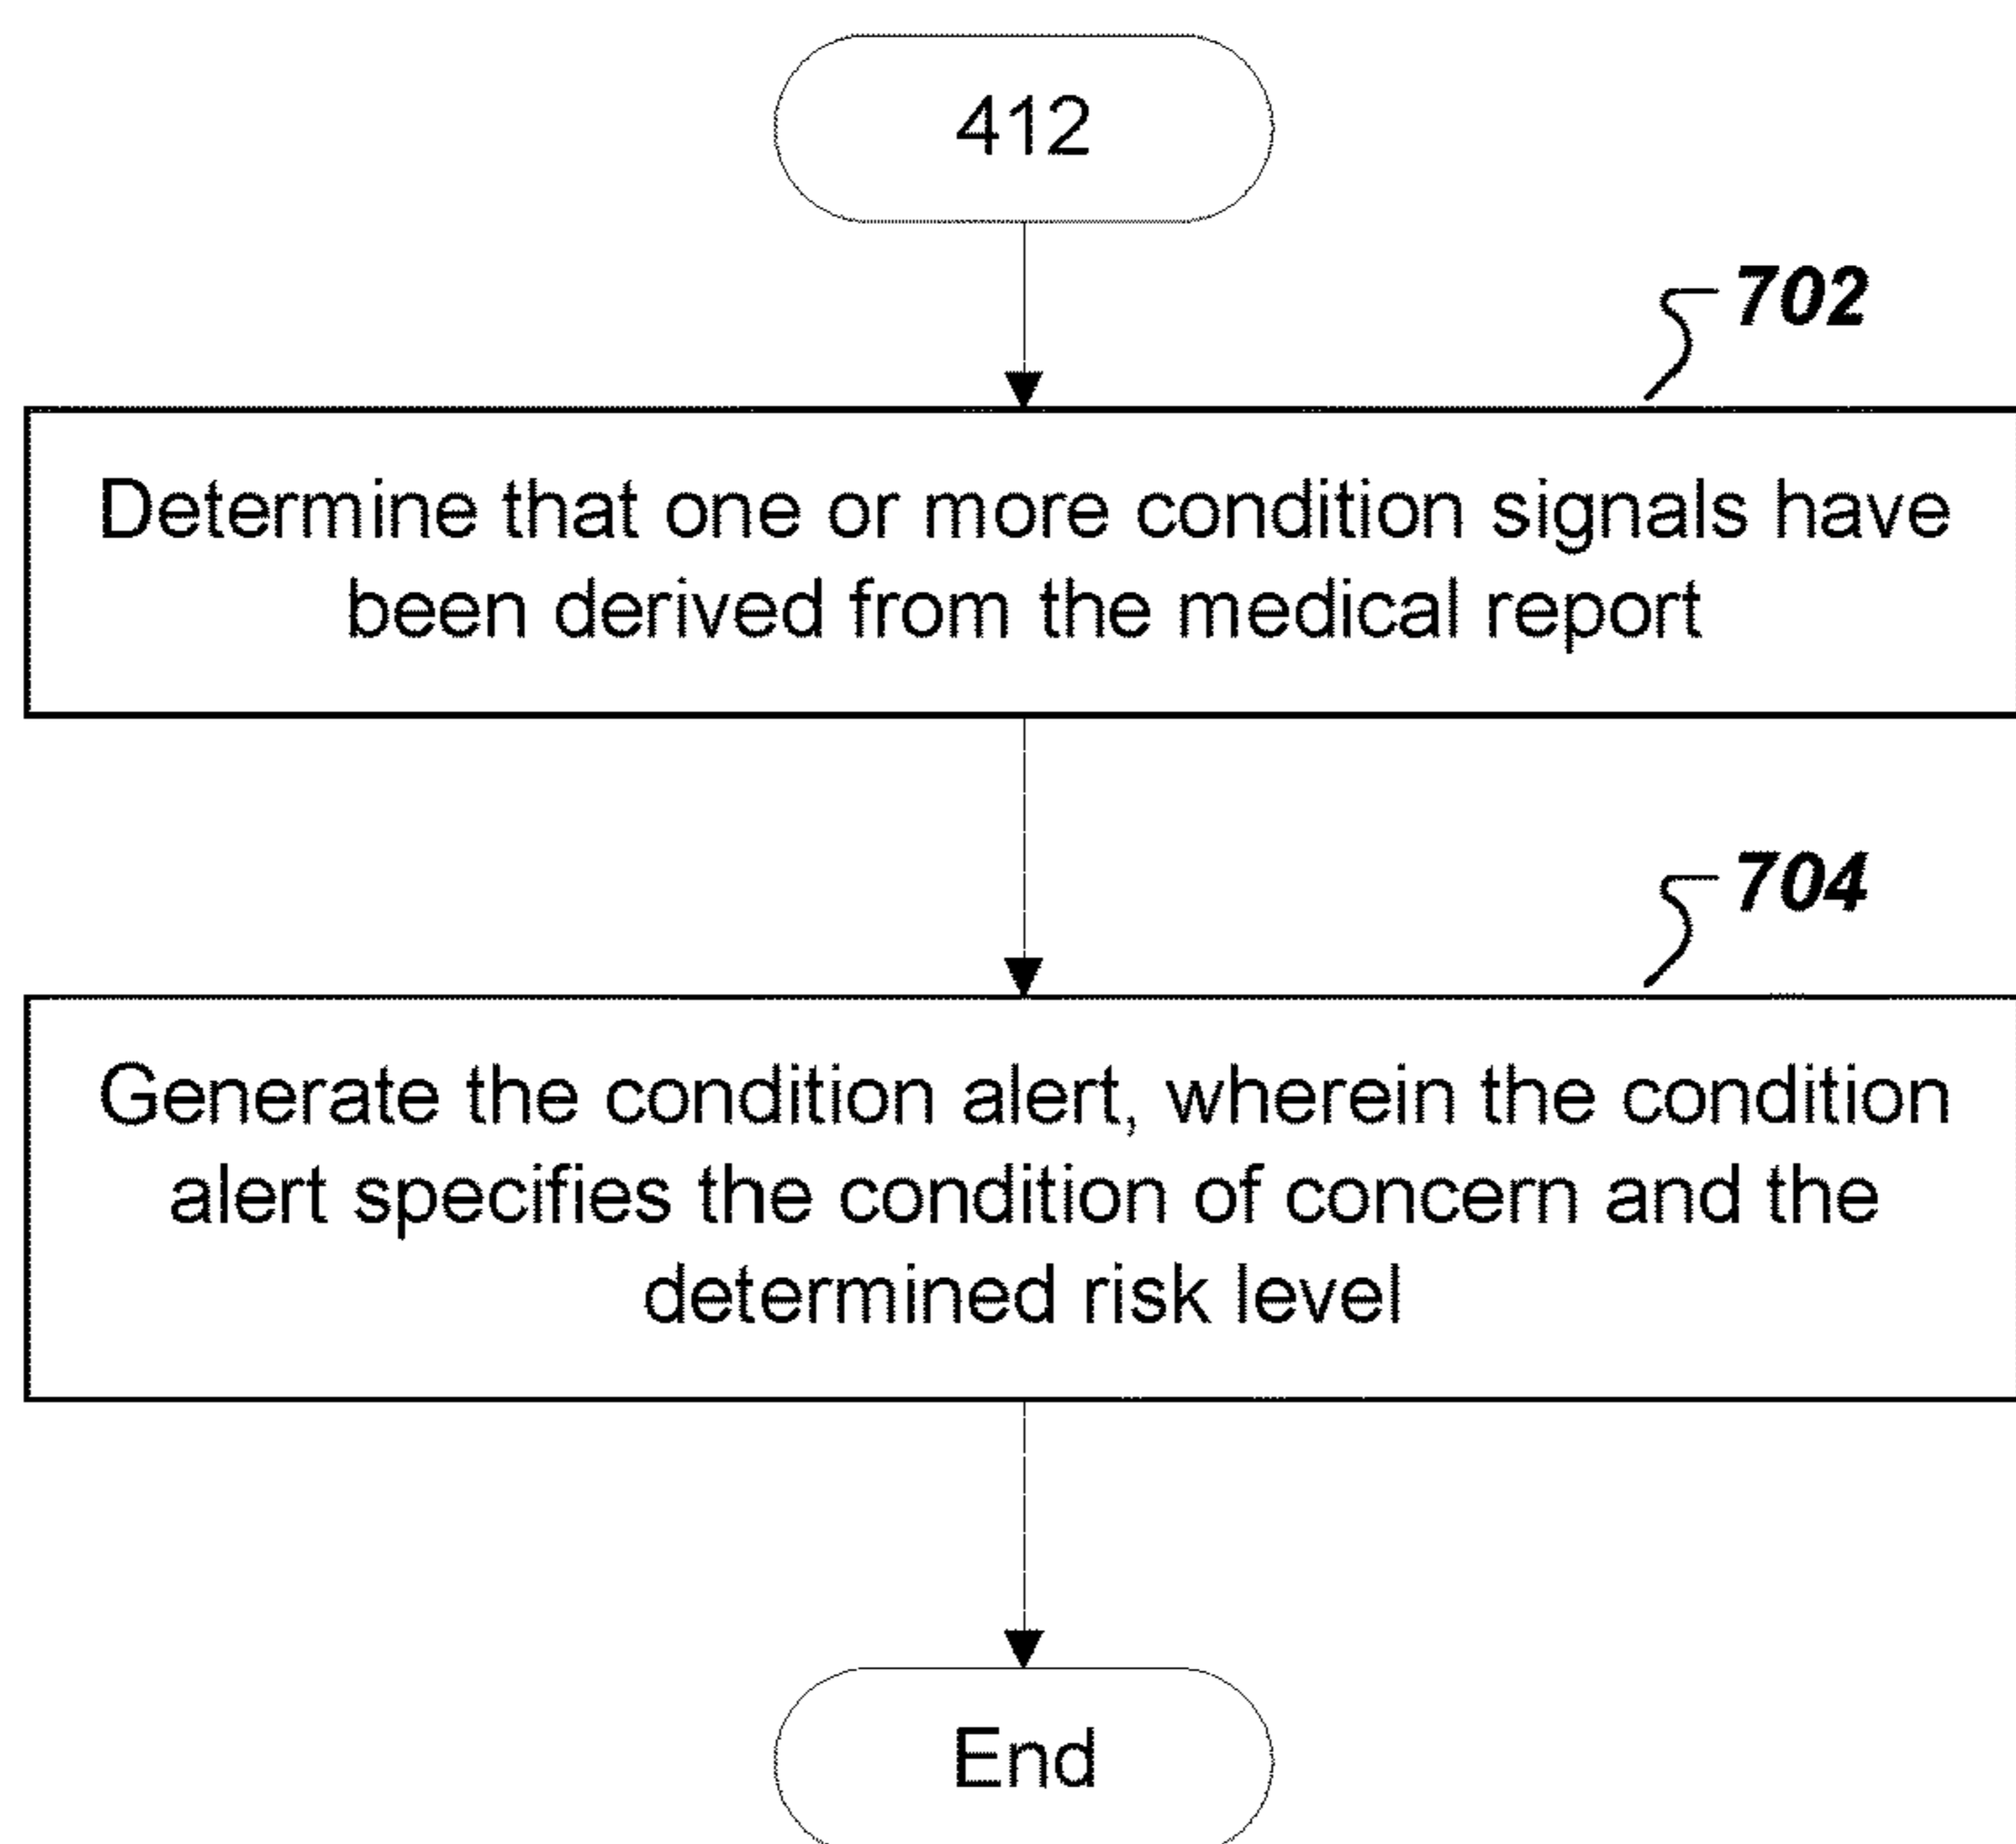 412
702
Determine that one or more condition signals have
been derived from the medical report
704
Generate the condition alert, wherein the condition
alert specifies the condition of concern and the
determined risk level
End